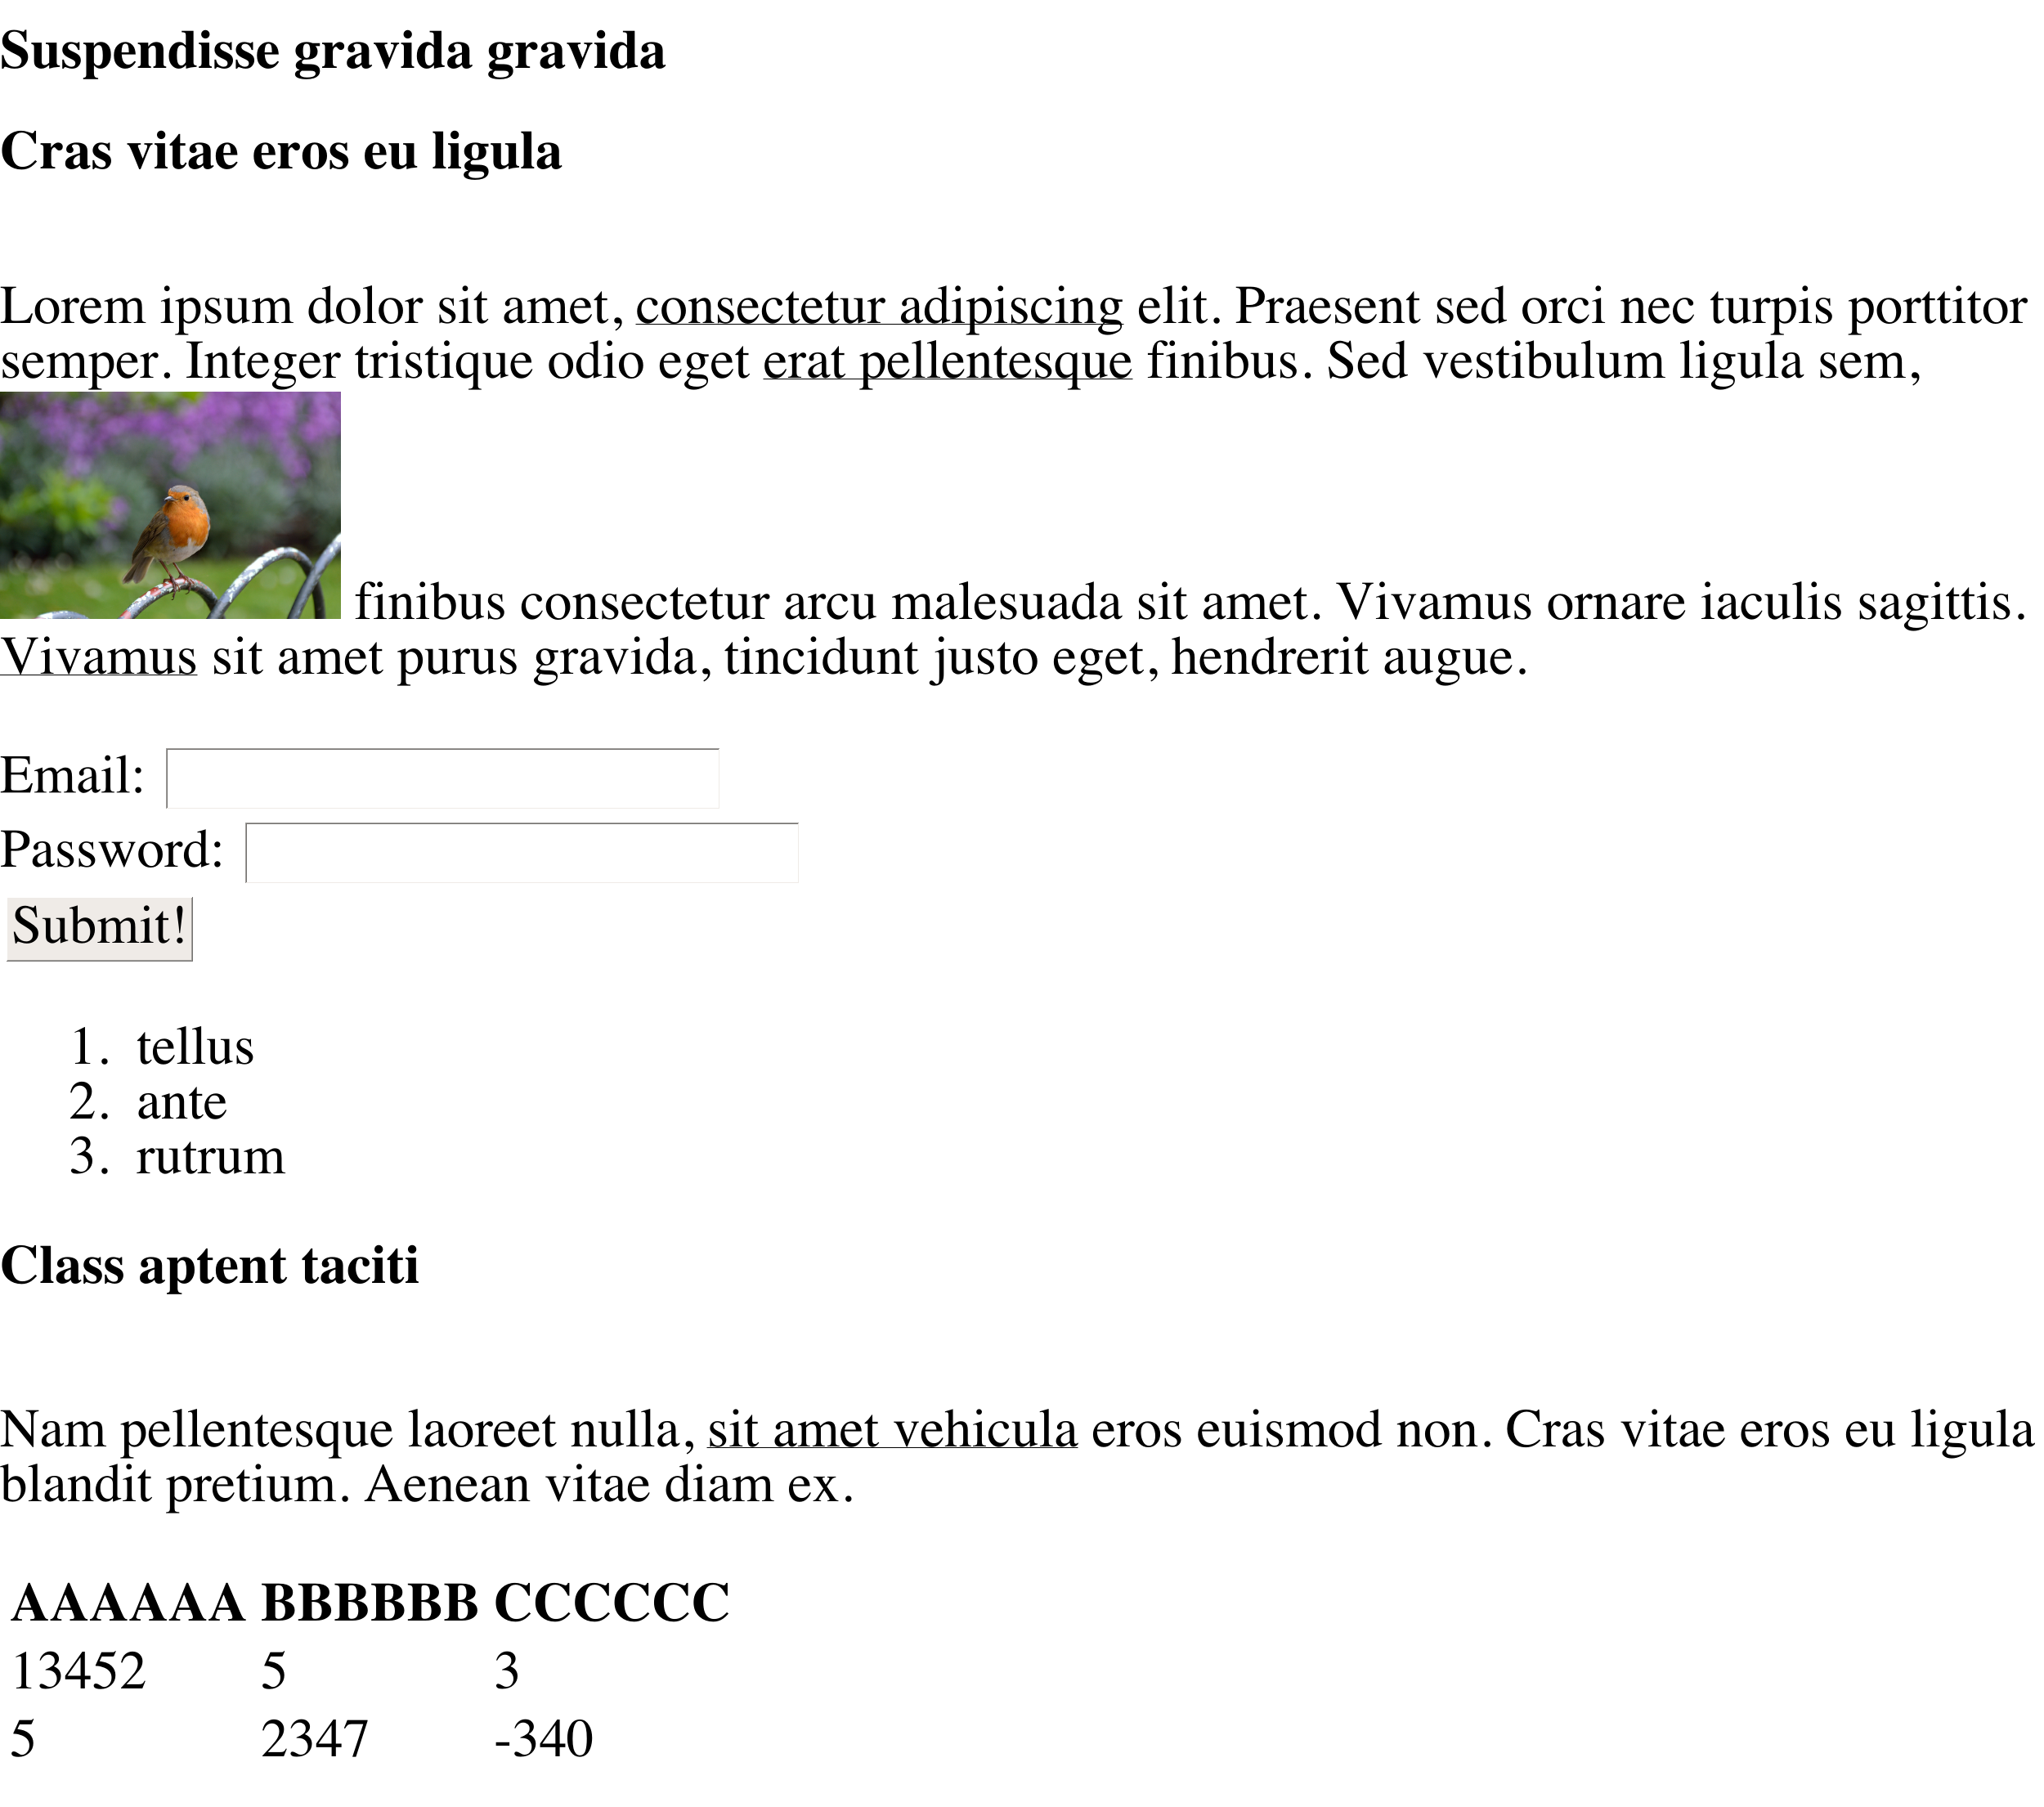 Suspendisse gravida gravida
Cras vitae eros eu ligula
Lorem ipsum dolor sit amet, consectetur adipiscing elit. Praesent sed orci nec turpis porttitor
semper. Integer tristique odio eget erat pellentesque finibus. Sed vestibulum ligula sem,
finibus consectetur arcu malesuada sit amet. Vivamus ornare iaculis sagittis.
Vivamus sit amet purus gravida, tincidunt justo eget, hendrerit augue.
Email:
Password:
Submit!
1. tellus
2. ante
3. rutrum
Class aptent taciti
Nam pellentesque laoreet nulla, sit amet vehicula eros euismod non. Cras vitae eros eu ligula
blandit pretium. Aenean vitae diam ex.
AAAAAA BBBBBB CCCCCC
13452 5 3
5 2347 -340